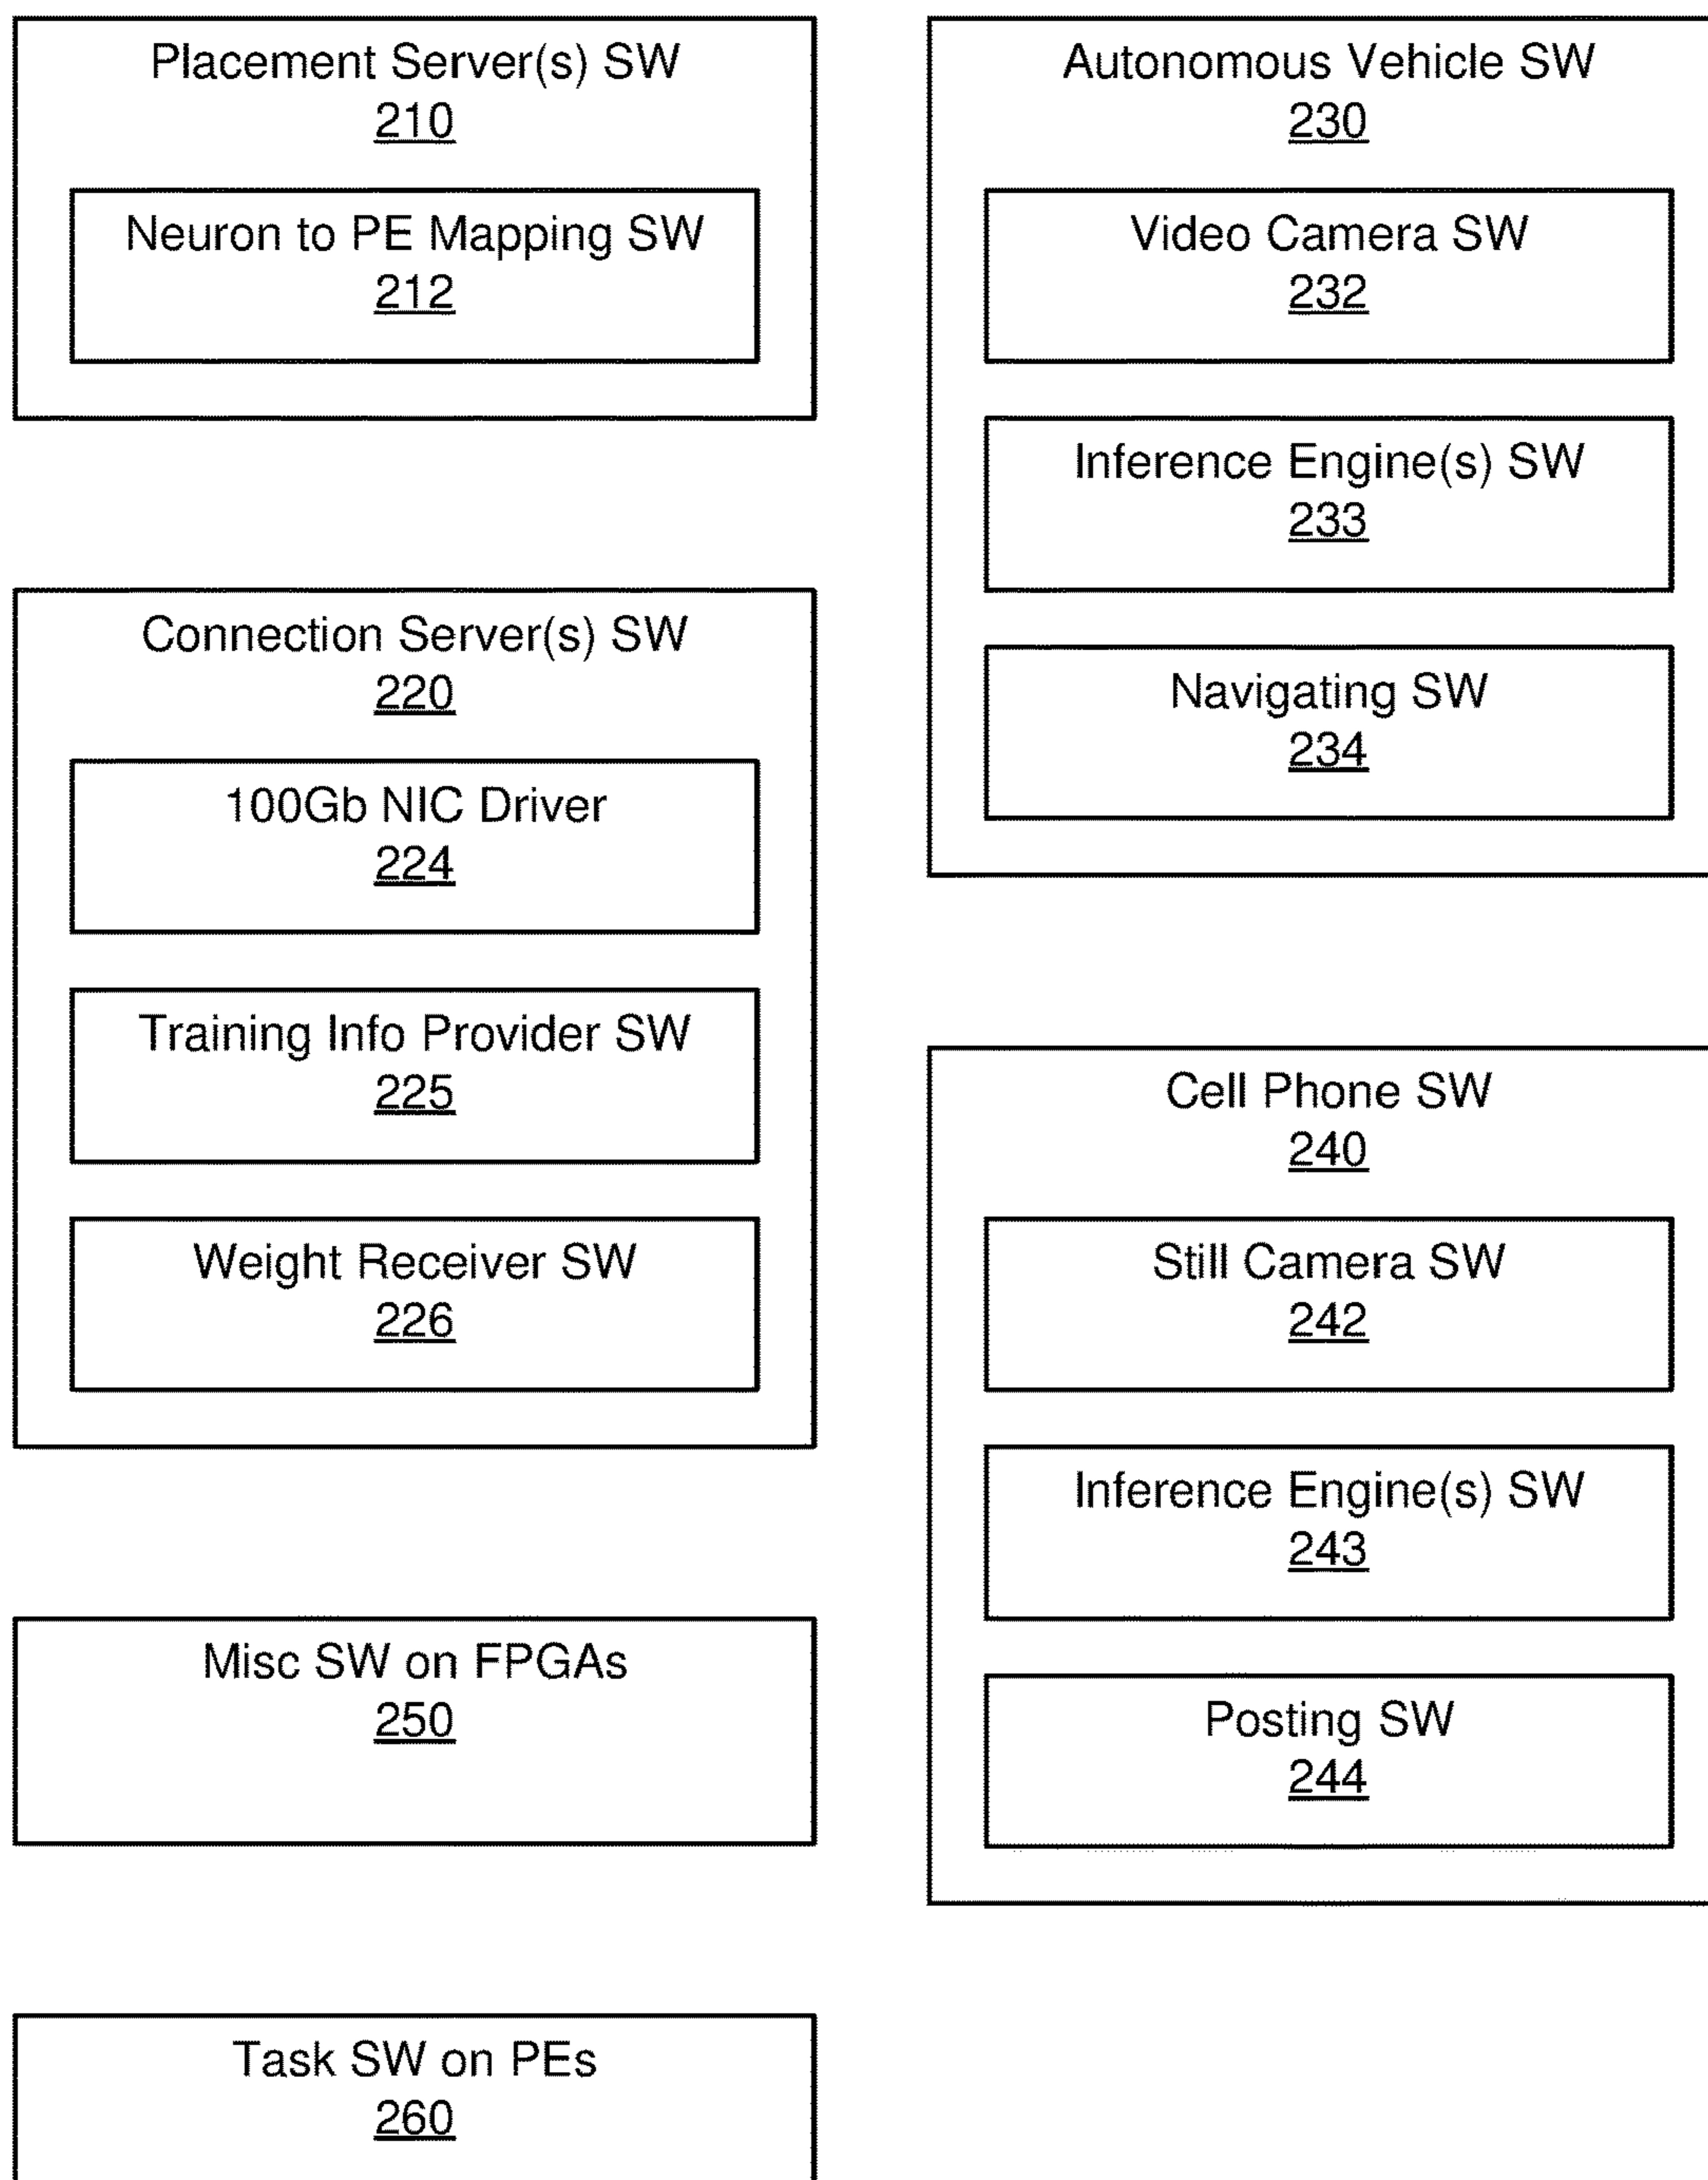 Placement Server(s) SW
210
Neuron to PE Mapping SW
212
Connection Server(s) SW
220
100Gb NIC Driver
224
Training Info Provider SW
225
Weight Receiver SW
226
Misc SW on FPGAs
250
Task SW on PEs
260
Autonomous Vehicle SW
230
Video Camera SW
232
Inference Engine(s) SW
233
Navigating SW
234
Cell Phone SW
240
Still Camera SW
242
Inference Engine(s) SW
243
Posting SW
244